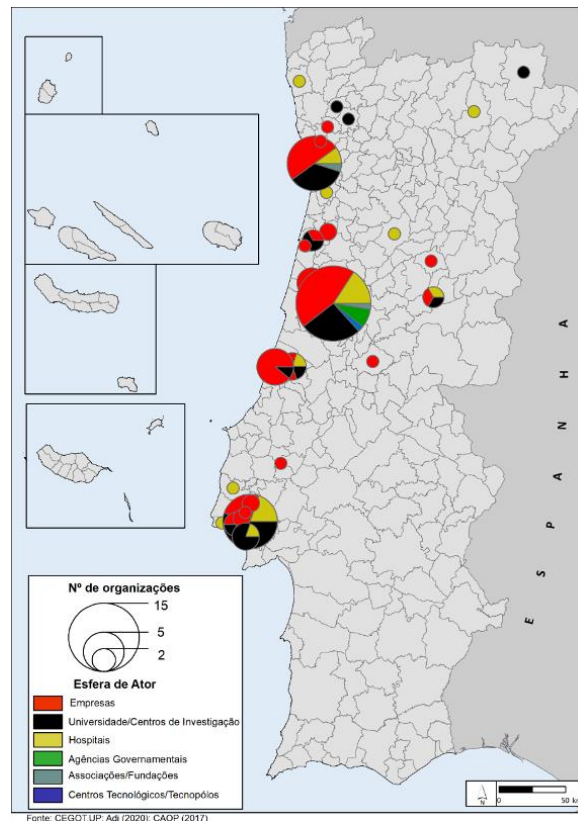 E S P A N H A
Nº de organizações
15
5
2
Esfera de Ator
Empresas
Universidade/Centros de Investigação
Hospitais
Agências Governamentais
Associações/Fundações
Centros Tecnológicos/Tecnopólos
N
0 50 km
Fonte: CEGOT.UP; AdI (2020); CAOP (2017)